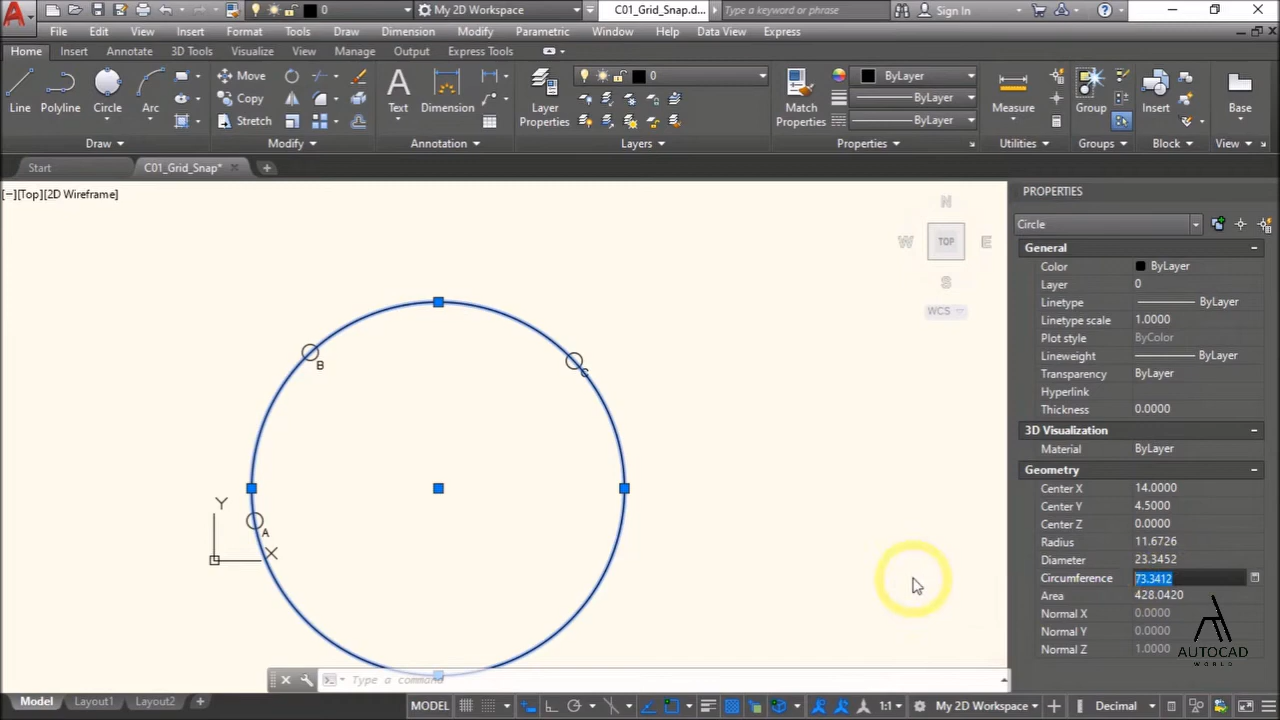 A
0
My 2D Workspace
C01_Grid_Snap.d...
Type a keyword or phrase
Sign In
File Edit View Insert Format Tools Draw Dimension Modify Parametric Window Help Data View Express
Home Insert Annotate 3D Tools Visualize View Manage Output Express Tools
Line
Polyline
Circle
Arc
Move
Copy
Stretch
A
Text
Dimension
Layer
Properties
0
Match
Properties
ByLayer
ByLayer
ByLayer
Measure
Group
Insert
Base
Draw Modify Annotation Layers Properties Utilities Groups Block View
Start C01_Grid_Snap*
[−][Top][2D Wireframe]
N
W TOP E
S
WCS
B
C
A
Y
X
PROPERTIES
Circle
General
Color ByLayer
Layer 0
Linetype ByLayer
Linetype scale 1.0000
Plot style ByColor
Lineweight ByLayer
Transparency ByLayer
Hyperlink
Thickness 0.0000
3D Visualization
Material ByLayer
Geometry
Center X 14.0000
Center Y 4.5000
Center Z 0.0000
Radius 11.6726
Diameter 23.3452
Circumference 73.3412
Area 428.0420
Normal X 0.0000
Normal Y 0.0000
Normal Z 1.0000
AUTOCAD
WORLD
Type a command
Model Layout1 Layout2
MODEL 1:1 My 2D Workspace Decimal